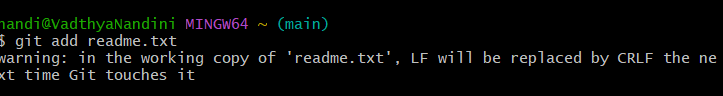 nandi@VadthyaNandini MINGW64 ~ (main)
$ git add readme.txt
warning: in the working copy of 'readme.txt', LF will be replaced by CRLF the ne
xt time Git touches it